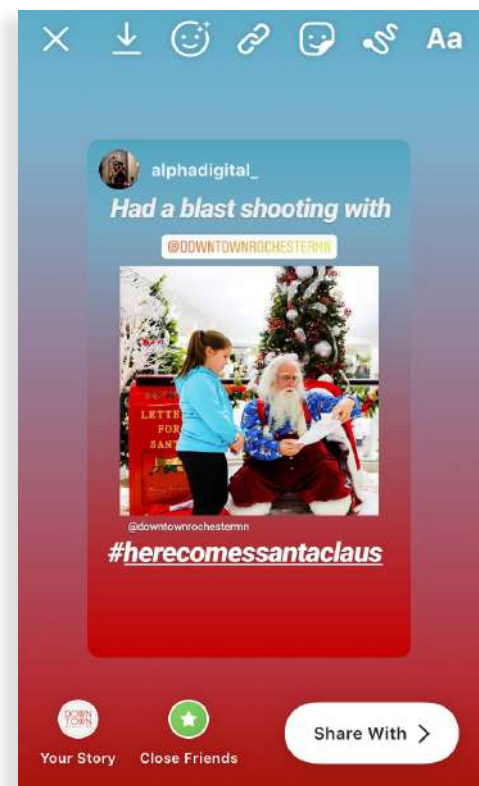 Aa
alphadigital_
Had a blast shooting with
@DOWNTOWNROCHESTERMN
LETTERS
FOR
SANTA
@downtownrochestermn
#herecomessantaclaus
DOWN
TOWN
Your Story
Close Friends
Share With